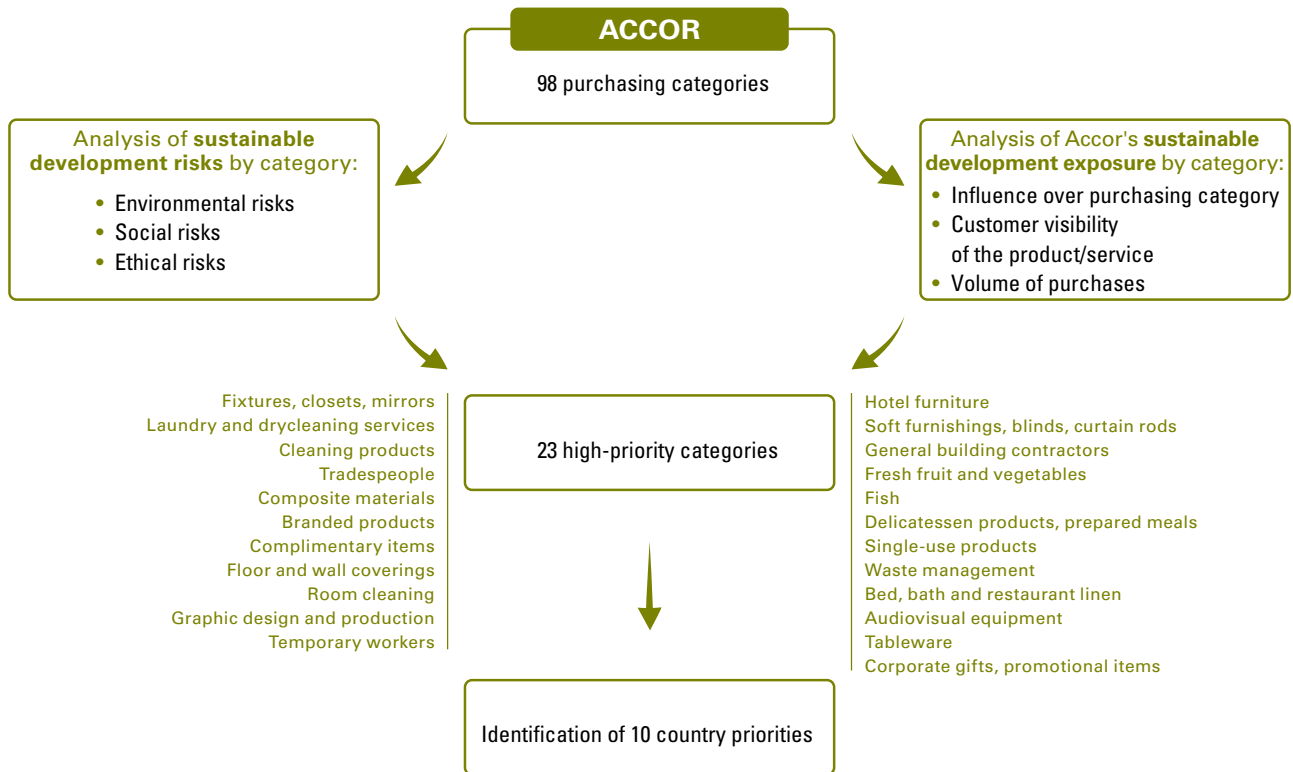 ACCOR
98 purchasing categories
Analysis of sustainable
development risks by category:
• Environmental risks
• Social risks
• Ethical risks
Analysis of Accor's sustainable
development exposure by category:
• Influence over purchasing category
• Customer visibility
of the product/service
• Volume of purchases
Fixtures, closets, mirrors
Laundry and drycleaning services
Cleaning products
Tradespeople
Composite materials
Branded products
Complimentary items
Floor and wall coverings
Room cleaning
Graphic design and production
Temporary workers
23 high-priority categories
Hotel furniture
Soft furnishings, blinds, curtain rods
General building contractors
Fresh fruit and vegetables
Fish
Delicatessen products, prepared meals
Single-use products
Waste management
Bed, bath and restaurant linen
Audiovisual equipment
Tableware
Corporate gifts, promotional items
Identification of 10 country priorities